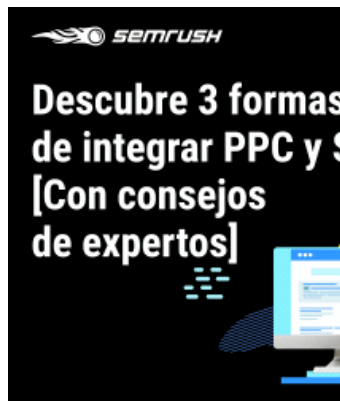 semrush
Descubre 3 formas
de integrar PPC y S
[Con consejos
de expertos]